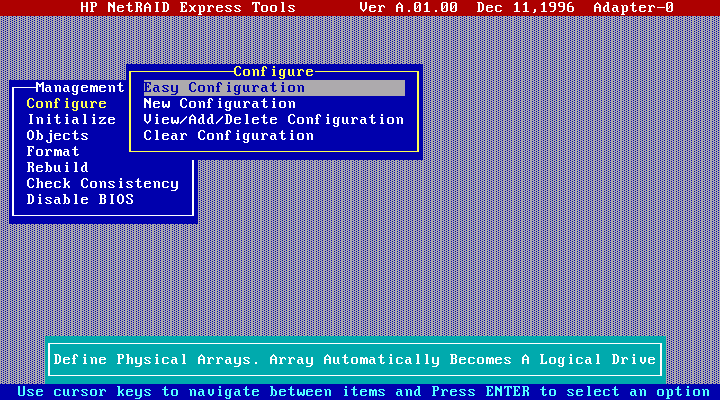 HP NetRAID Express Tools Ver A.01.00 Dec 11,1996 Adapter-0
Configure
Easy Configuration
New Configuration
View/Add/Delete Configuration
Clear Configuration
Management
Configure
Initialize
Objects
Format
Rebuild
Check Consistency
Disable BIOS
Define Physical Arrays. Array Automatically Becomes A Logical Drive
Use cursor keys to navigate between items and Press ENTER to select an option